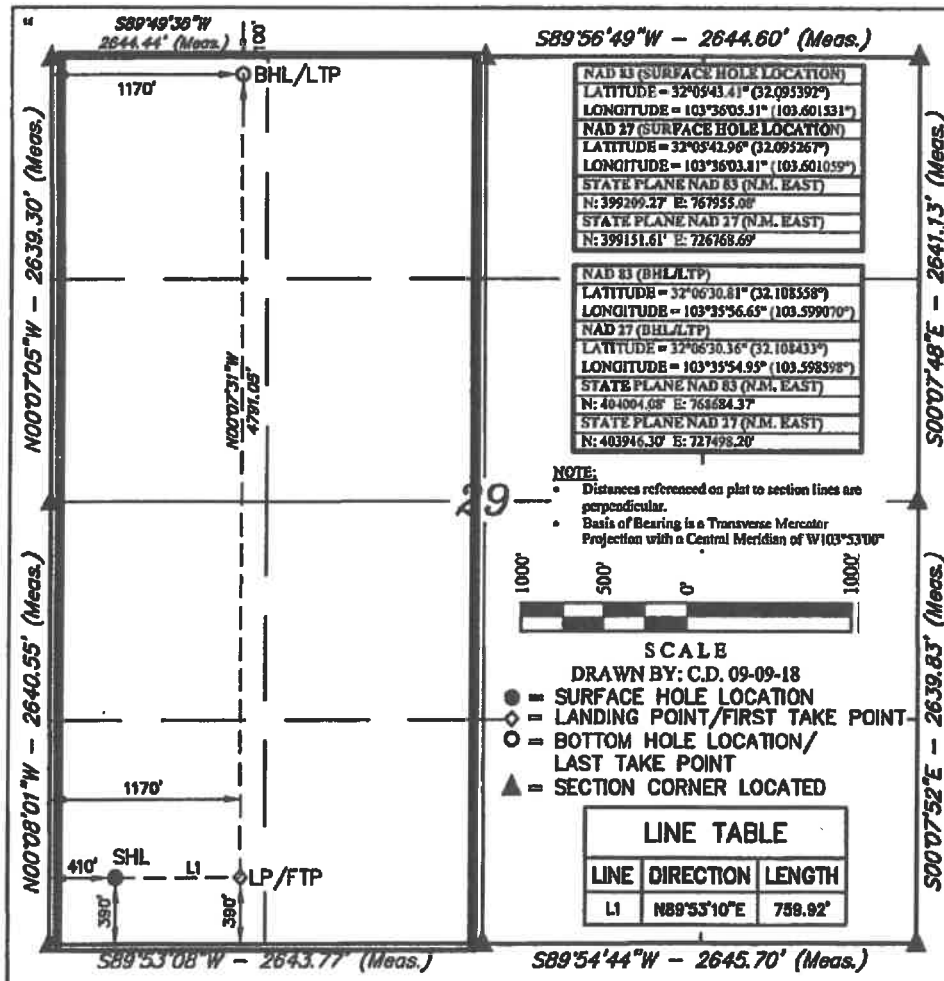 S89°49'36"W
2644.44' (Meas.)
100'
S89°56'49"W - 2644.60' (Meas.)
1170'
BHL/LTP
NAD 83 (SURFACE HOLE LOCATION)
LATITUDE = 32°05'43.41" (32.095392°)
LONGITUDE = 103°36'05.51" (103.601531°)
NAD 27 (SURFACE HOLE LOCATION)
LATITUDE = 32°05'42.96" (32.095267°)
LONGITUDE = 103°36'03.81" (103.601059°)
STATE PLANE NAD 83 (N.M. EAST)
N: 399209.27' E: 767955.08'
STATE PLANE NAD 27 (N.M. EAST)
N: 399151.61' E: 726768.69'
NAD 83 (BHL/LTP)
LATITUDE = 32°06'30.81" (32.108558°)
LONGITUDE = 103°35'56.65" (103.599070°)
NAD 27 (BHL/LTP)
LATITUDE = 32°06'30.36" (32.108433°)
LONGITUDE = 103°35'54.95" (103.598598°)
STATE PLANE NAD 83 (N.M. EAST)
N: 404004.08' E: 768684.37'
STATE PLANE NAD 27 (N.M. EAST)
N: 403946.30' E: 727498.20'
N00°07'05"W - 2639.30' (Meas.)
N00°07'31"W
4791.05'
S00°07'48"E - 2641.13' (Meas.)
29
NOTE:
• Distances referenced on plat to section lines are
perpendicular.
• Basis of Bearing is a Transverse Mercator
Projection with a Central Meridian of W103°53'00"
1000' 500' 0' 1000'
SCALE
DRAWN BY: C.D. 09-09-18
= SURFACE HOLE LOCATION
= LANDING POINT/FIRST TAKE POINT
= BOTTOM HOLE LOCATION/
LAST TAKE POINT
= SECTION CORNER LOCATED
N00°08'01"W - 2640.55' (Meas.)
S00°07'52"E - 2639.83' (Meas.)
1170'
410'
SHL
L1
LP/FTP
390'
390'
LINE TABLE
LINE DIRECTION LENGTH
L1 N89°53'10"E 759.92'
S89°53'08"W - 2643.77' (Meas.)
S89°54'44"W - 2645.70' (Meas.)